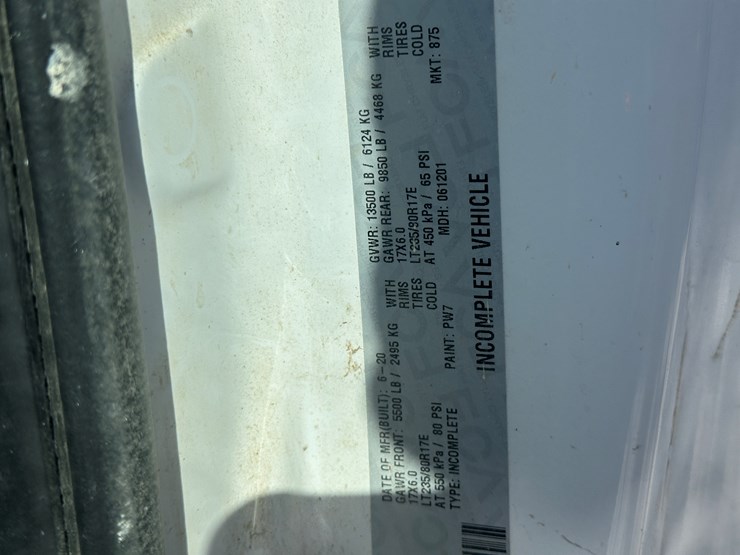 DATE OF MFR(BUILT): 6-20 GVWR: 13500 LB / 6124 KG
GAWR FRONT: 5500 LB / 2495 KG WITH GAWR REAR: 9850 LB / 4468 KG WITH
17X6.0 RIMS 17X6.0 RIMS
LT235/80R17E TIRES LT235/80R17E TIRES
AT 550 kPa / 80 PSI COLD AT 450 kPa / 65 PSI COLD
TYPE: INCOMPLETE PAINT: PW7 MDH: 061201 MKT: 875
INCOMPLETE VEHICLE